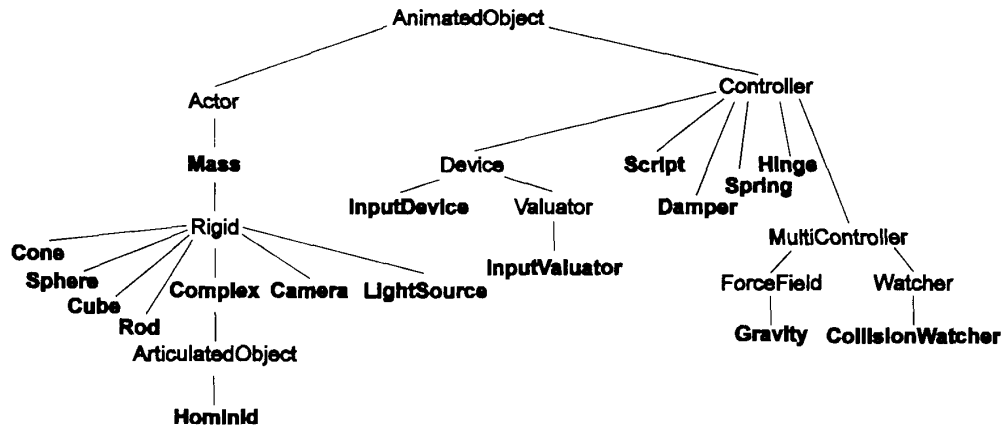 AnimatedObject
Actor
Controller
Mass
Device
Script
Hinge
Spring
InputDevice
Valuator
Damper
Rigid
MultiController
Cone
Sphere
Cube
Rod
Complex
Camera
LightSource
InputValuator
ForceField
Watcher
Gravity
CollisionWatcher
ArticulatedObject
Hominid